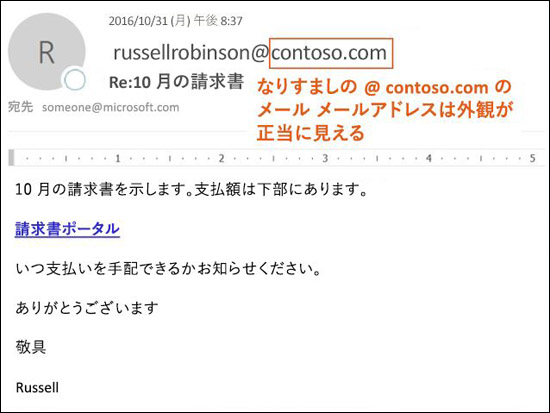 2016/10/31 (月) 午後 8:37
R
russellrobinson@contoso.com
Re:10 月の請求書
なりすましの @ contoso.com の
メール メールアドレスは外観が
正当に見える
宛先 someone@microsoft.com
1 2 3 4 5
10 月の請求書を示します。支払額は下部にあります。
請求書ポータル
いつ支払いを手配できるかお知らせください。
ありがとうございます
敬具
Russell